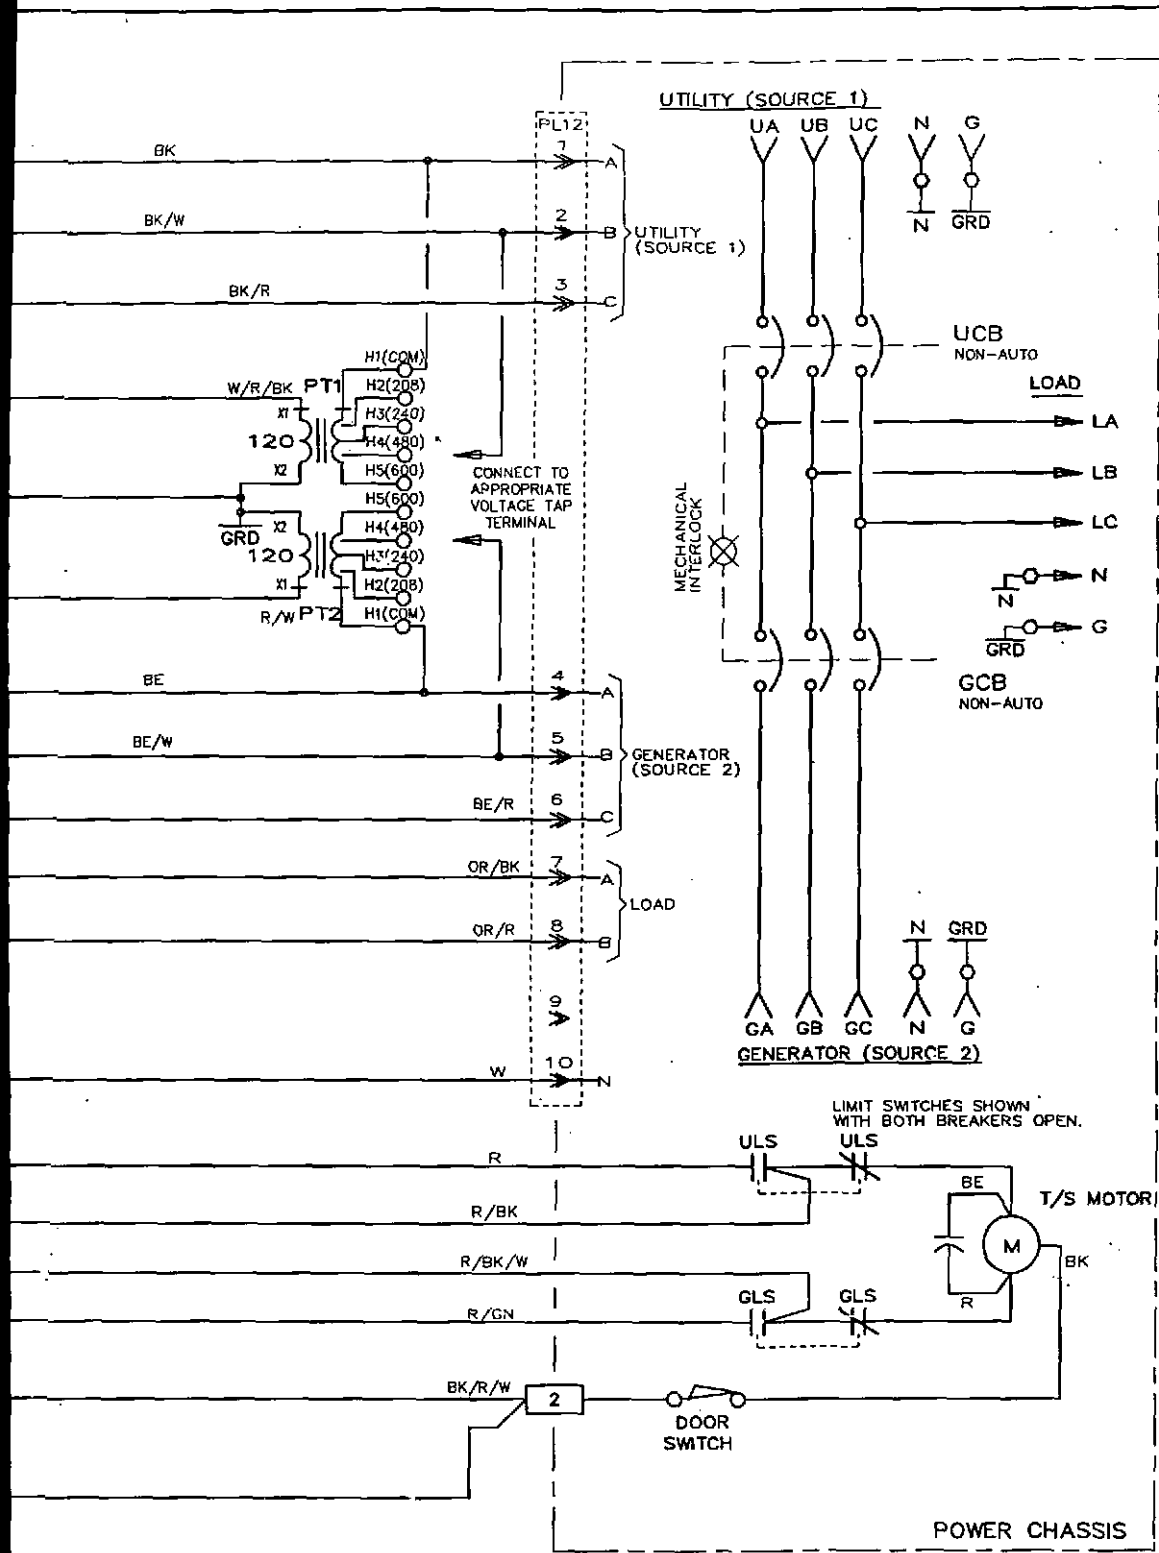 UTILITY (SOURCE 1)
UA UB UC N G
N GRD
PL12
BK 1 A
BK/W 2 B UTILITY
(SOURCE 1)
BK/R 3 C
UCB
NON-AUTO
H1(COM)
W/R/BK PT1 H2(208)
X1 H3(240)
120 H4(480)
X2 H5(600)
CONNECT TO
APPROPRIATE
VOLTAGE TAP
TERMINAL
H5(600)
GRD X2 H4(480)
120 H3(240)
X1 H2(208)
R/W PT2 H1(COM)
LOAD
LA
LB
LC
N N
GRD G
MECHANICAL
INTERLOCK
GCB
NON-AUTO
BE 4 A
BE/W 5 B GENERATOR
(SOURCE 2)
BE/R 6 C
OR/BK 7 A
LOAD
OR/R 8 B
9
W 10 N
N GRD
GA GB GC N G
GENERATOR (SOURCE 2)
LIMIT SWITCHES SHOWN
WITH BOTH BREAKERS OPEN.
R ULS ULS
R/BK
BE T/S MOTOR
M
BK
R
R/BK/W
R/GN GLS GLS
BK/R/W 2
DOOR
SWITCH
POWER CHASSIS